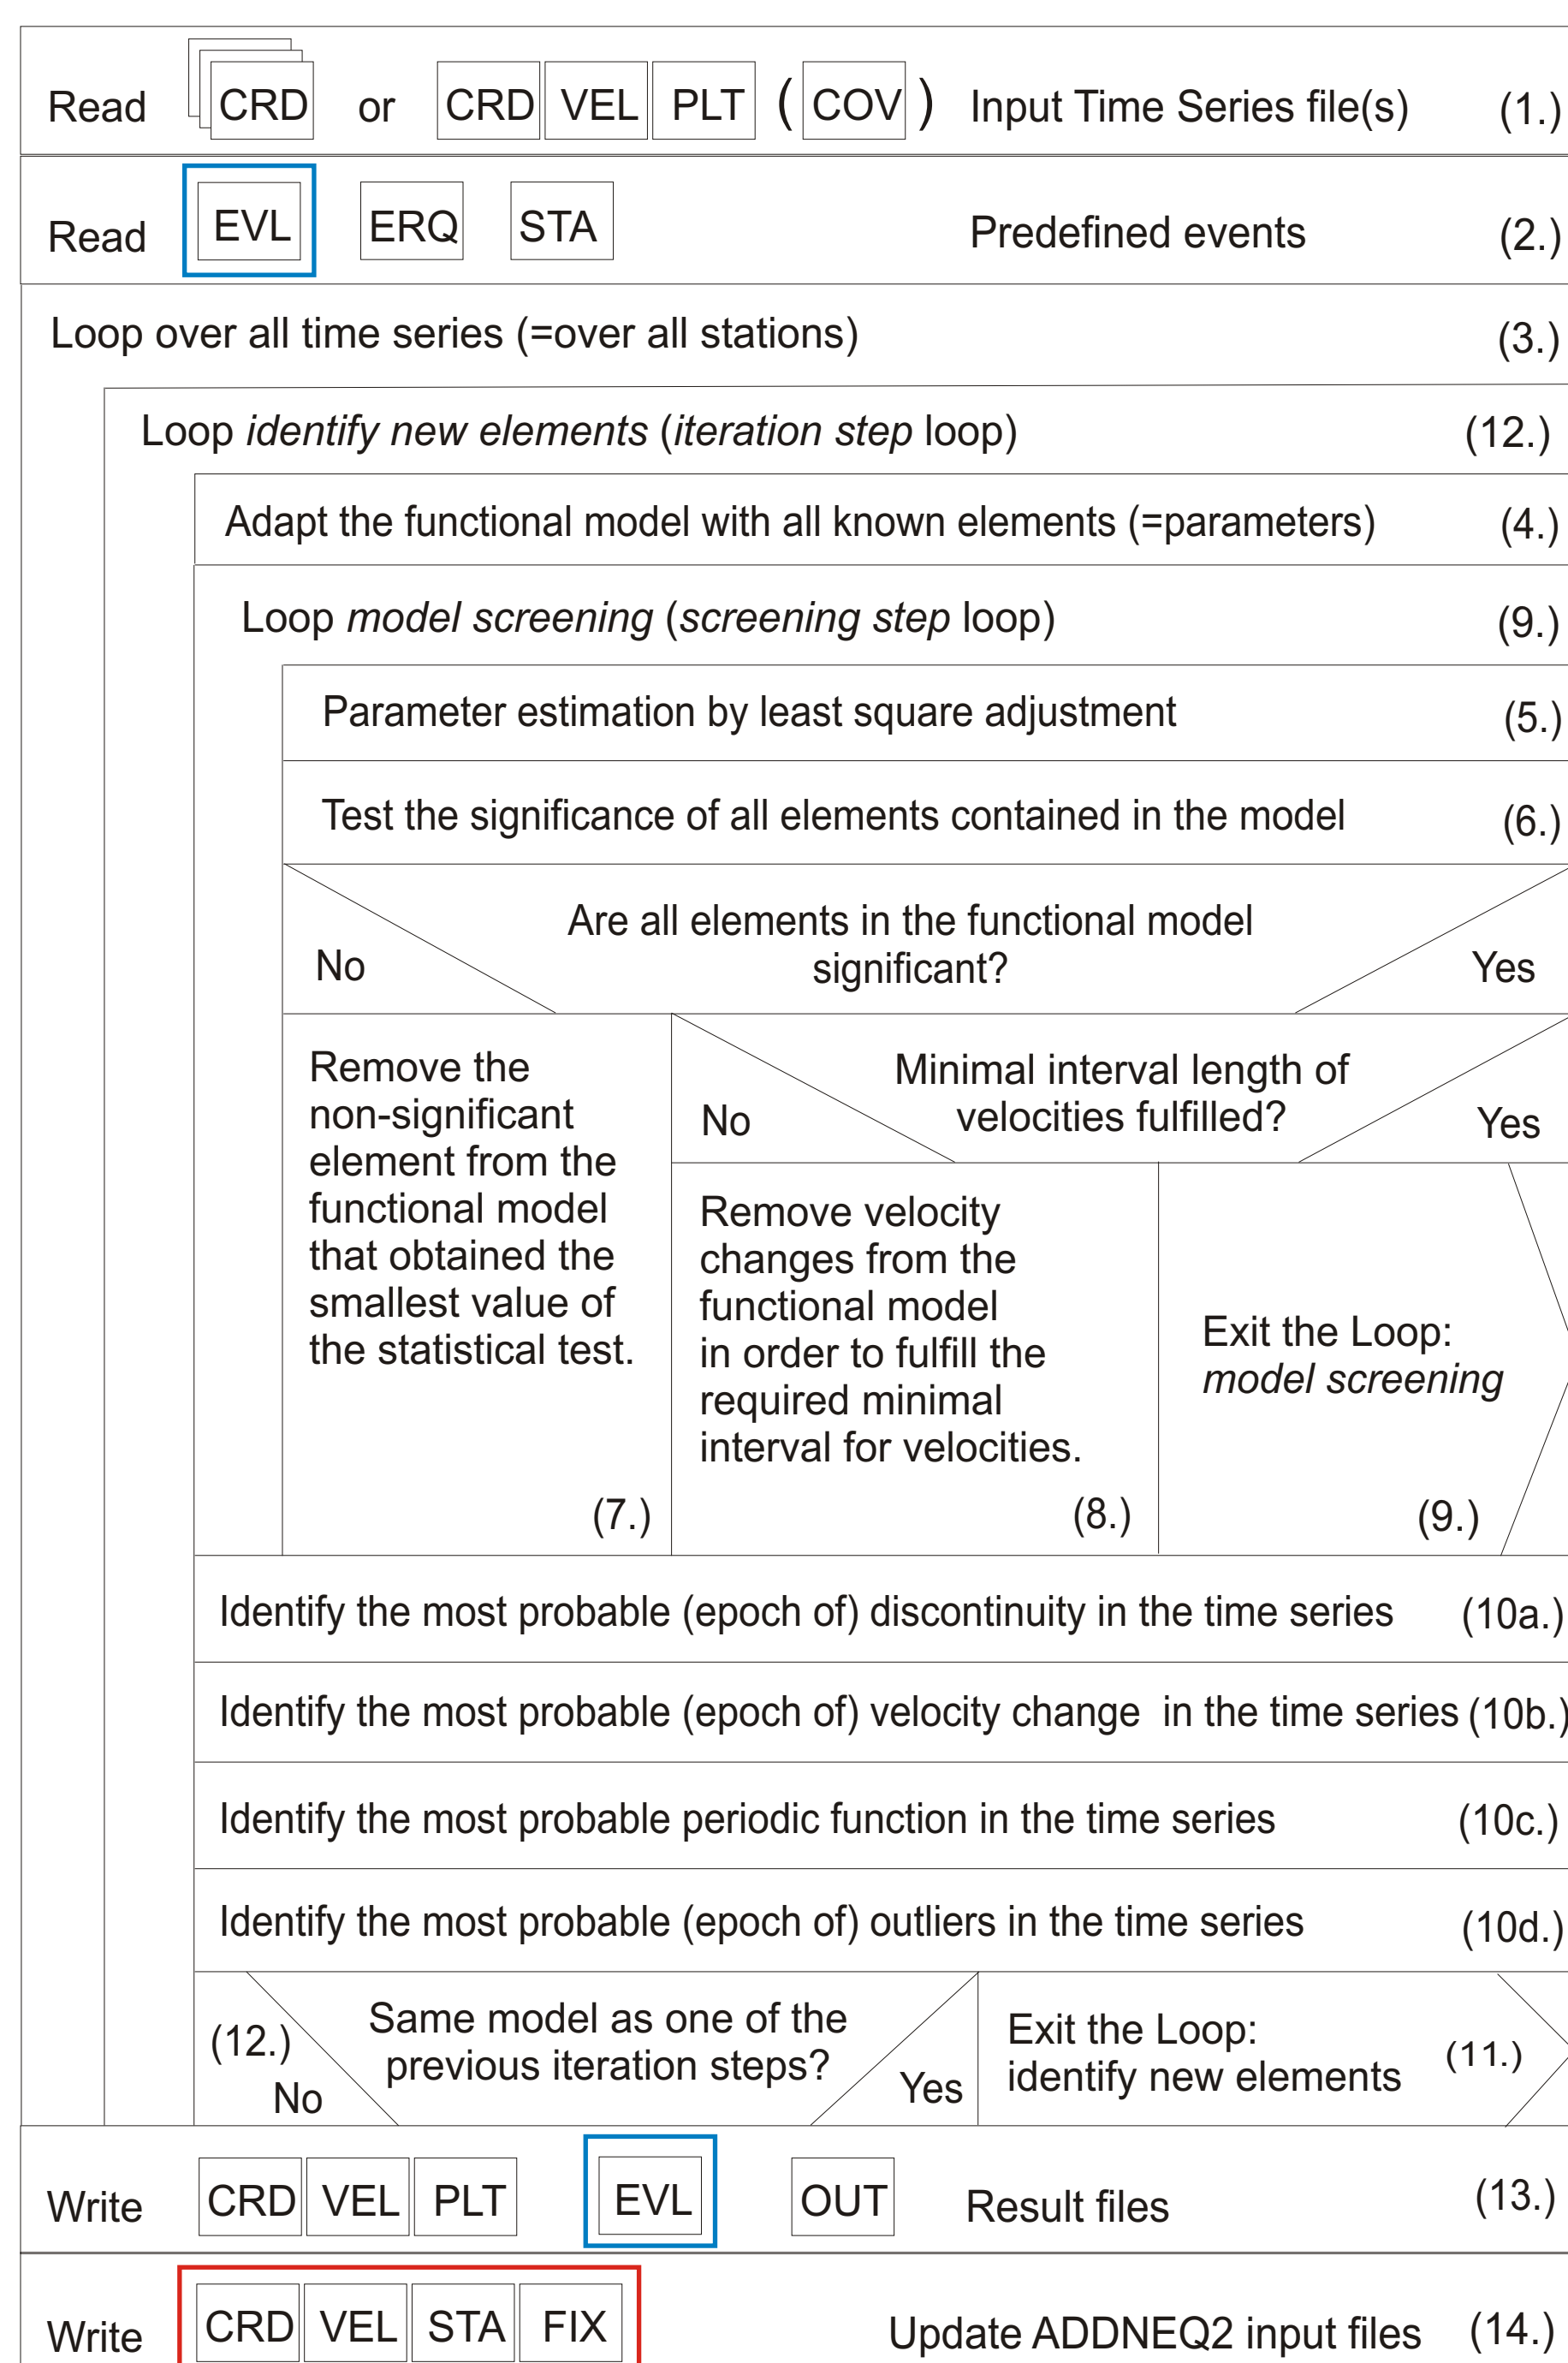 Read CRD or CRD VEL PLT ( COV ) Input Time Series file(s) (1.)
Read EVL ERQ STA Predefined events (2.)
Loop over all time series (=over all stations) (3.)
Loop identify new elements (iteration step loop) (12.)
Adapt the functional model with all known elements (=parameters) (4.)
Loop model screening (screening step loop) (9.)
Parameter estimation by least square adjustment (5.)
Test the significance of all elements contained in the model (6.)
Are all elements in the functional model
significant?
No
Yes
Remove the
non-significant
element from the
functional model
that obtained the
smallest value of
the statistical test.
(7.)
Minimal interval length of
velocities fulfilled?
No
Yes
Remove velocity
changes from the
functional model
in order to fulfill the
required minimal
interval for velocities.
(8.)
Exit the Loop:
model screening
(9.)
Identify the most probable (epoch of) discontinuity in the time series (10a.)
Identify the most probable (epoch of) velocity change in the time series (10b.)
Identify the most probable periodic function in the time series (10c.)
Identify the most probable (epoch of) outliers in the time series (10d.)
(12.)
No
Same model as one of the
previous iteration steps?
Yes
Exit the Loop:
identify new elements
(11.)
Write CRD VEL PLT EVL OUT Result files (13.)
Write CRD VEL STA FIX Update ADDNEQ2 input files (14.)